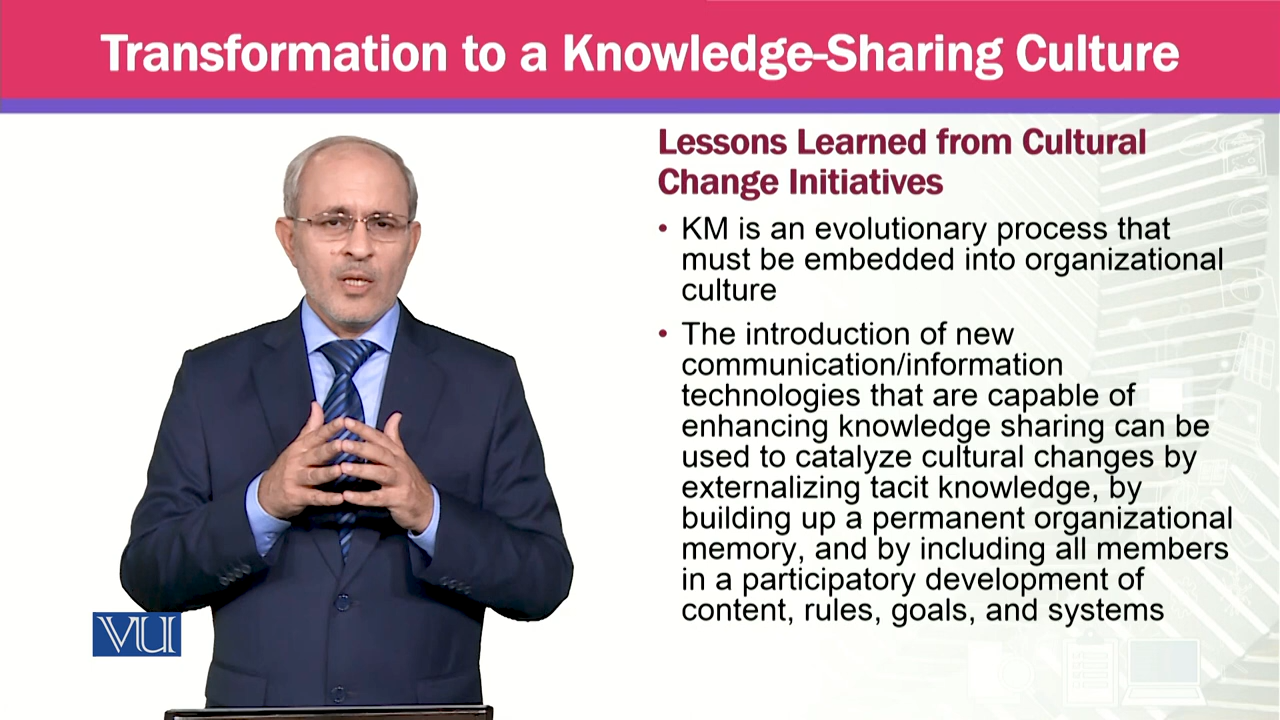 Transformation to a Knowledge-Sharing Culture
Lessons Learned from Cultural
Change Initiatives
• KM is an evolutionary process that
must be embedded into organizational
culture
• The introduction of new
communication/information
technologies that are capable of
enhancing knowledge sharing can be
used to catalyze cultural changes by
externalizing tacit knowledge, by
building up a permanent organizational
memory, and by including all members
in a participatory development of
content, rules, goals, and systems
VU